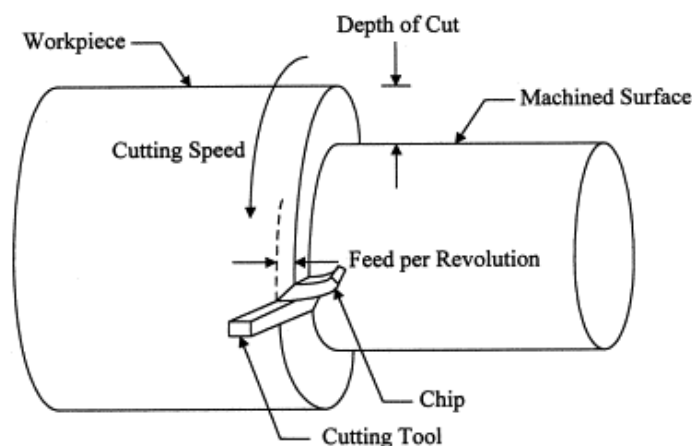 Depth of Cut
Workpiece
Machined Surface
Cutting Speed
Feed per Revolution
Chip
Cutting Tool